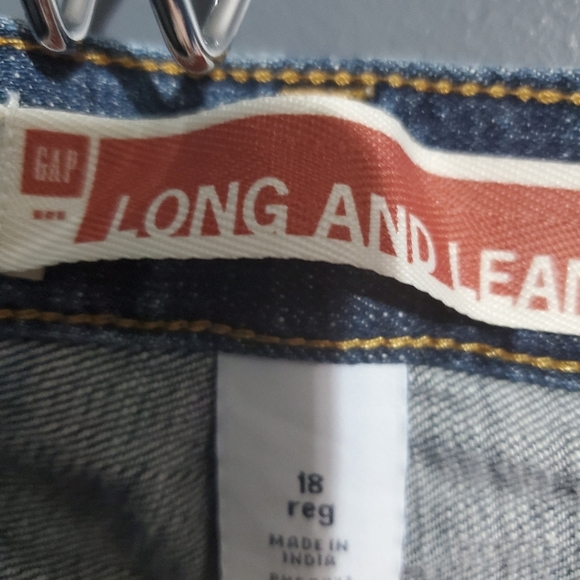 GAP
LONG AND LEAN
18
reg
MADE IN
INDIA